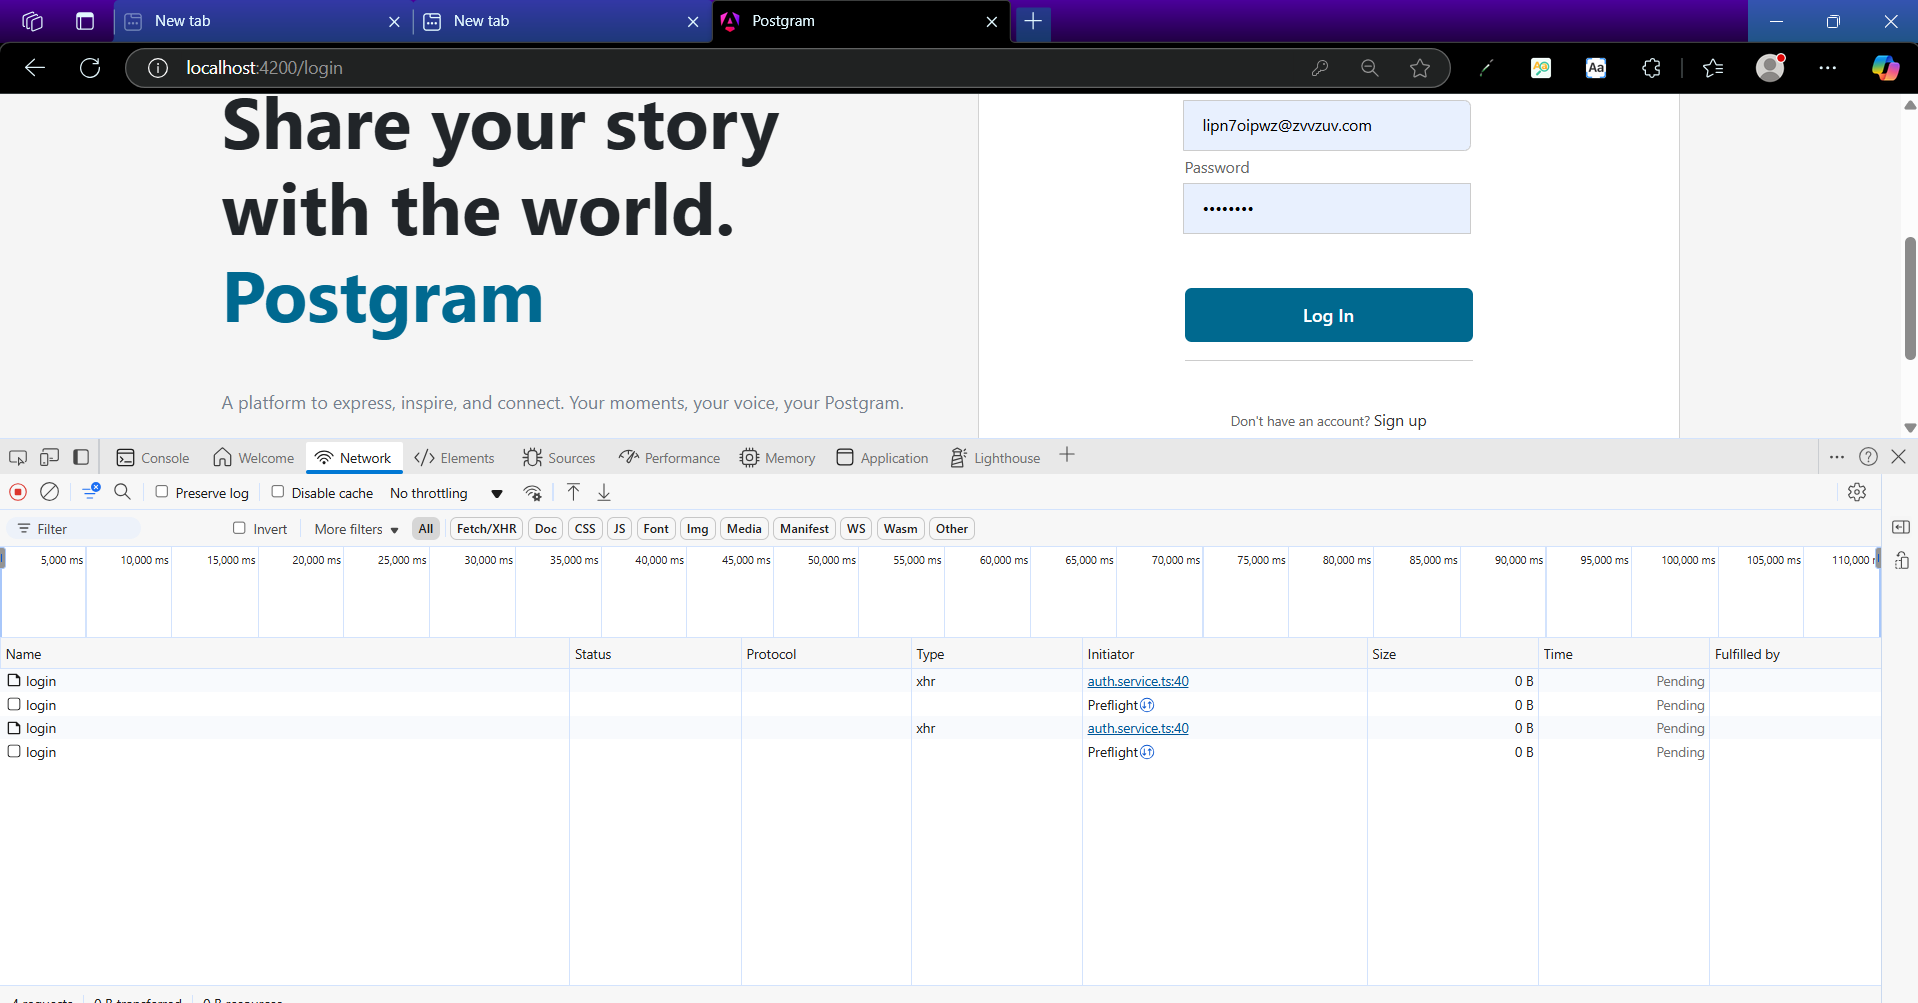 New tab
New tab
Postgram
localhost:4200/login
Aa
Share your story
with the world.
Postgram
A platform to express, inspire, and connect. Your moments, your voice, your Postgram.
lipn7oipwz@zvvzuv.com
Password
••••••••
Log In
Don't have an account? Sign up
Console
Welcome
Network
Elements
Sources
Performance
Memory
Application
Lighthouse
Preserve log
Disable cache
No throttling
Filter
Invert
More filters
All
Fetch/XHR
Doc
CSS
JS
Font
Img
Media
Manifest
WS
Wasm
Other
5,000 ms
10,000 ms
15,000 ms
20,000 ms
25,000 ms
30,000 ms
35,000 ms
40,000 ms
45,000 ms
50,000 ms
55,000 ms
60,000 ms
65,000 ms
70,000 ms
75,000 ms
80,000 ms
85,000 ms
90,000 ms
95,000 ms
100,000 ms
105,000 ms
110,000
Name Status Protocol Type Initiator Size Time Fulfilled by
login xhr auth.service.ts:40 0 B Pending
login Preflight 0 B Pending
login xhr auth.service.ts:40 0 B Pending
login Preflight 0 B Pending
4 requests 0 B transferred 0 B resources